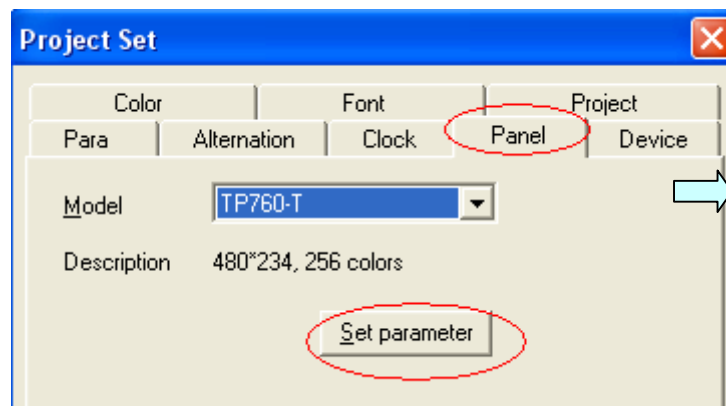 Project Set
Color Font Project
Para Alternation Clock Panel Device
Model TP760-T
Description 480*234, 256 colors
Set parameter